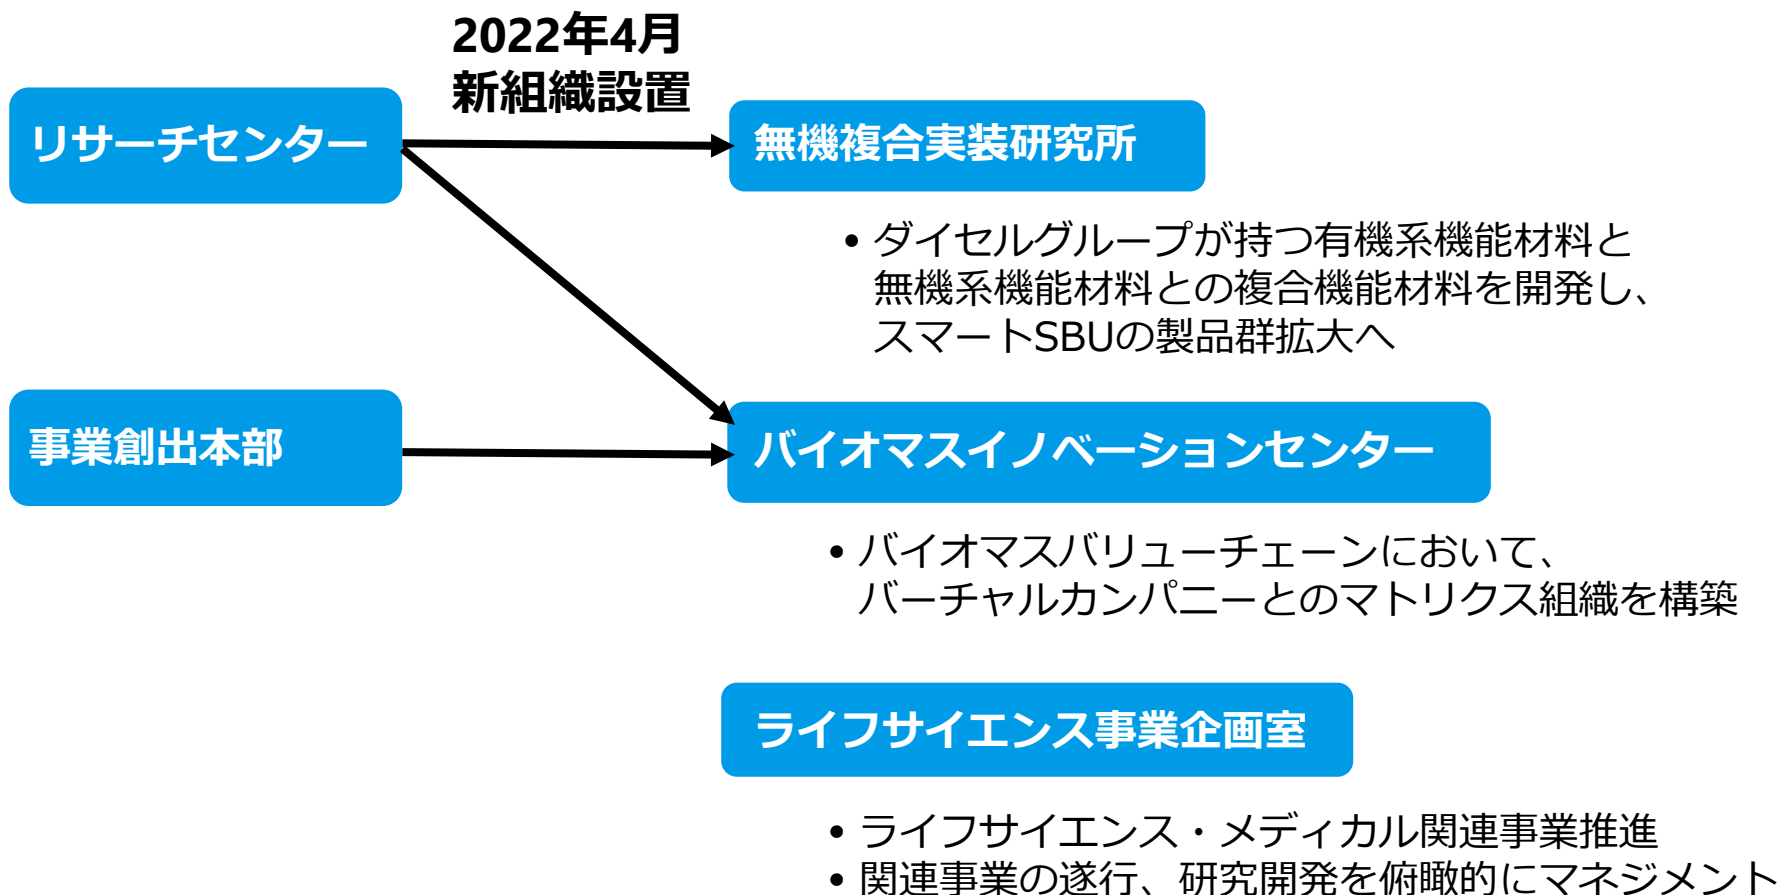 2022年4月
新組織設置
リサーチセンター
無機複合実装研究所
• ダイセルグループが持つ有機系機能材料と
無機系機能材料との複合機能材料を開発し、
スマートSBUの製品群拡大へ
事業創出本部
バイオマスイノベーションセンター
• バイオマスバリューチェーンにおいて、
バーチャルカンパニーとのマトリクス組織を構築
ライフサイエンス事業企画室
• ライフサイエンス・メディカル関連事業推進
• 関連事業の遂行、研究開発を俯瞰的にマネジメント